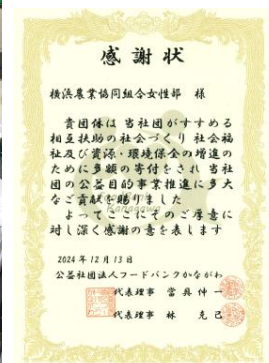 感謝状
横浜農業協同組合女性部 様
貴団体は当社団がすすめる
相互扶助の社会づくり 社会福
祉及び資源・環境保全の増進の
ために多額の寄付をされ 当社
団の公益目的事業推進に多大
なご貢献を賜りました
よってここにそのご厚意に
対し深く感謝の意を表します
2024年12月13日
公益社団法人フードバンクかながわ
代表理事 當具伸一
代表理事 林 克己